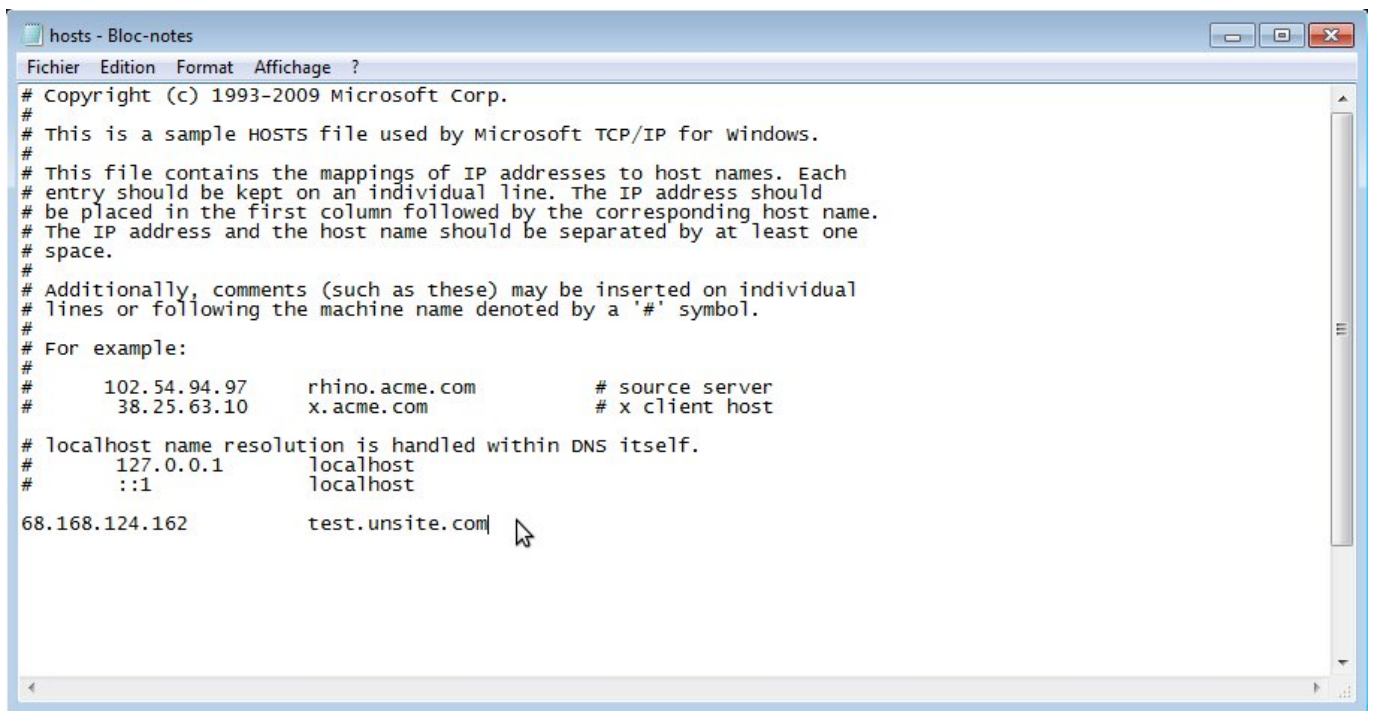 hosts - Bloc-notes
Fichier Edition Format Affichage ?
# Copyright (c) 1993-2009 Microsoft Corp.
#
# This is a sample HOSTS file used by Microsoft TCP/IP for Windows.
#
# This file contains the mappings of IP addresses to host names. Each
# entry should be kept on an individual line. The IP address should
# be placed in the first column followed by the corresponding host name.
# The IP address and the host name should be separated by at least one
# space.
#
# Additionally, comments (such as these) may be inserted on individual
# lines or following the machine name denoted by a '#' symbol.
#
# For example:
#
#      102.54.94.97     rhino.acme.com          # source server
#       38.25.63.10     x.acme.com              # x client host

# localhost name resolution is handled within DNS itself.
#       127.0.0.1       localhost
#       ::1             localhost

68.168.124.162          test.unsite.com